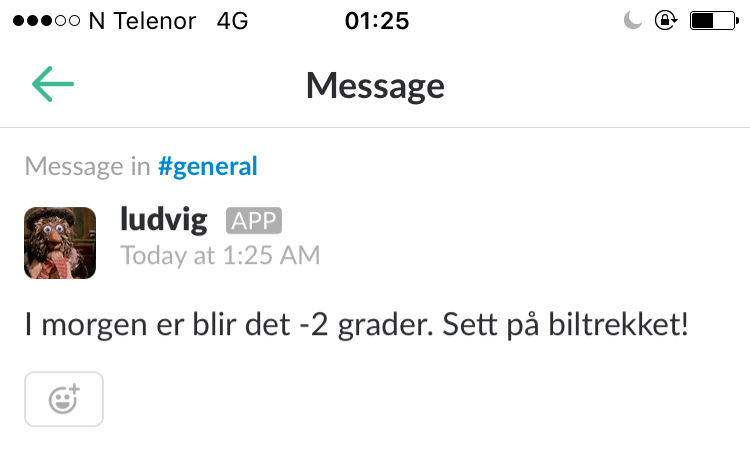 N Telenor 4G 01:25
Message
Message in #general
ludvig APP
Today at 1:25 AM
I morgen er blir det -2 grader. Sett på biltrekket!